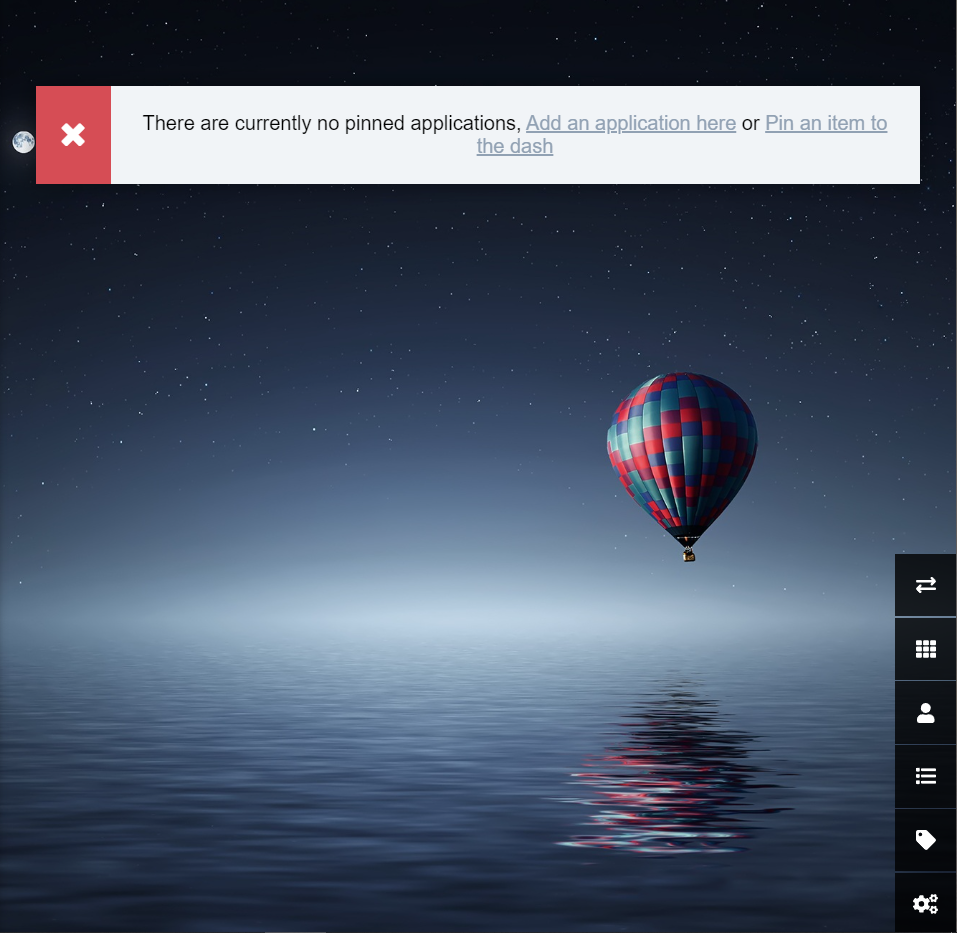 There are currently no pinned applications, Add an application here or Pin an item to
the dash